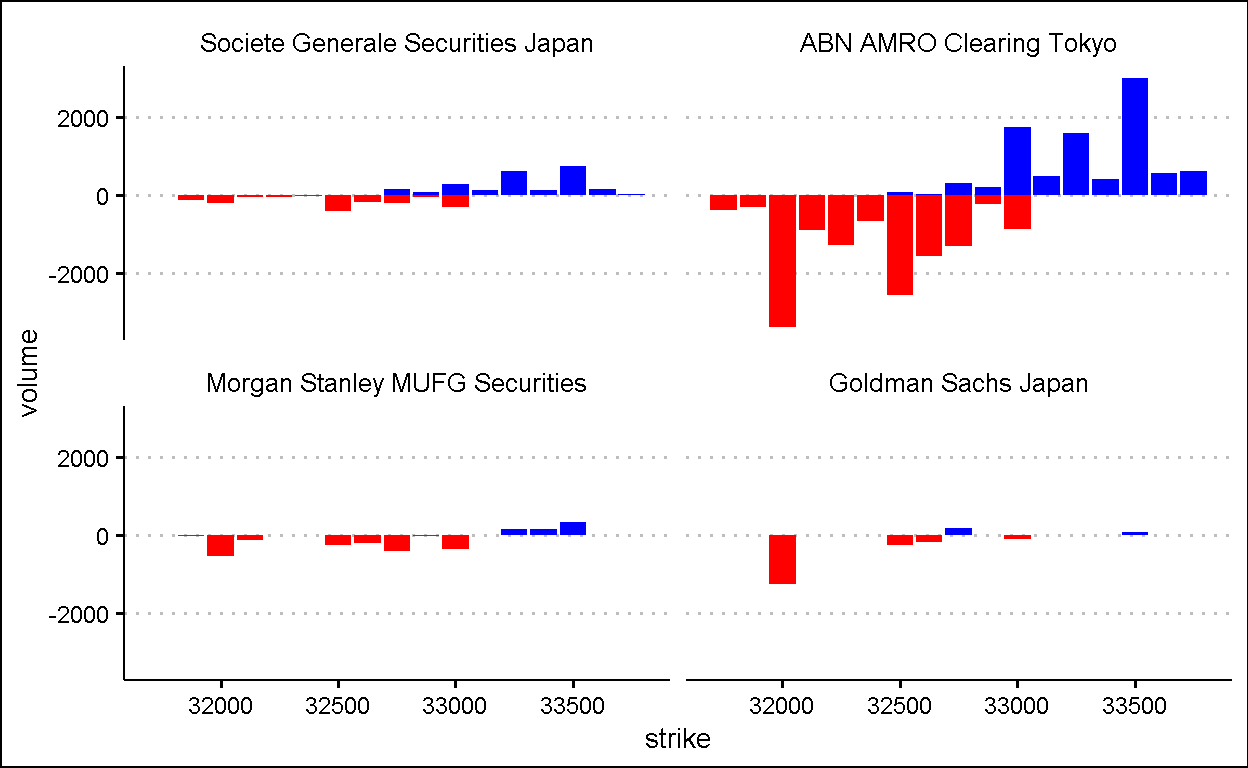 Societe Generale Securities Japan
ABN AMRO Clearing Tokyo
2000
0
-2000
Morgan Stanley MUFG Securities
Goldman Sachs Japan
2000
0
-2000
volume
32000 32500 33000 33500
32000 32500 33000 33500
strike